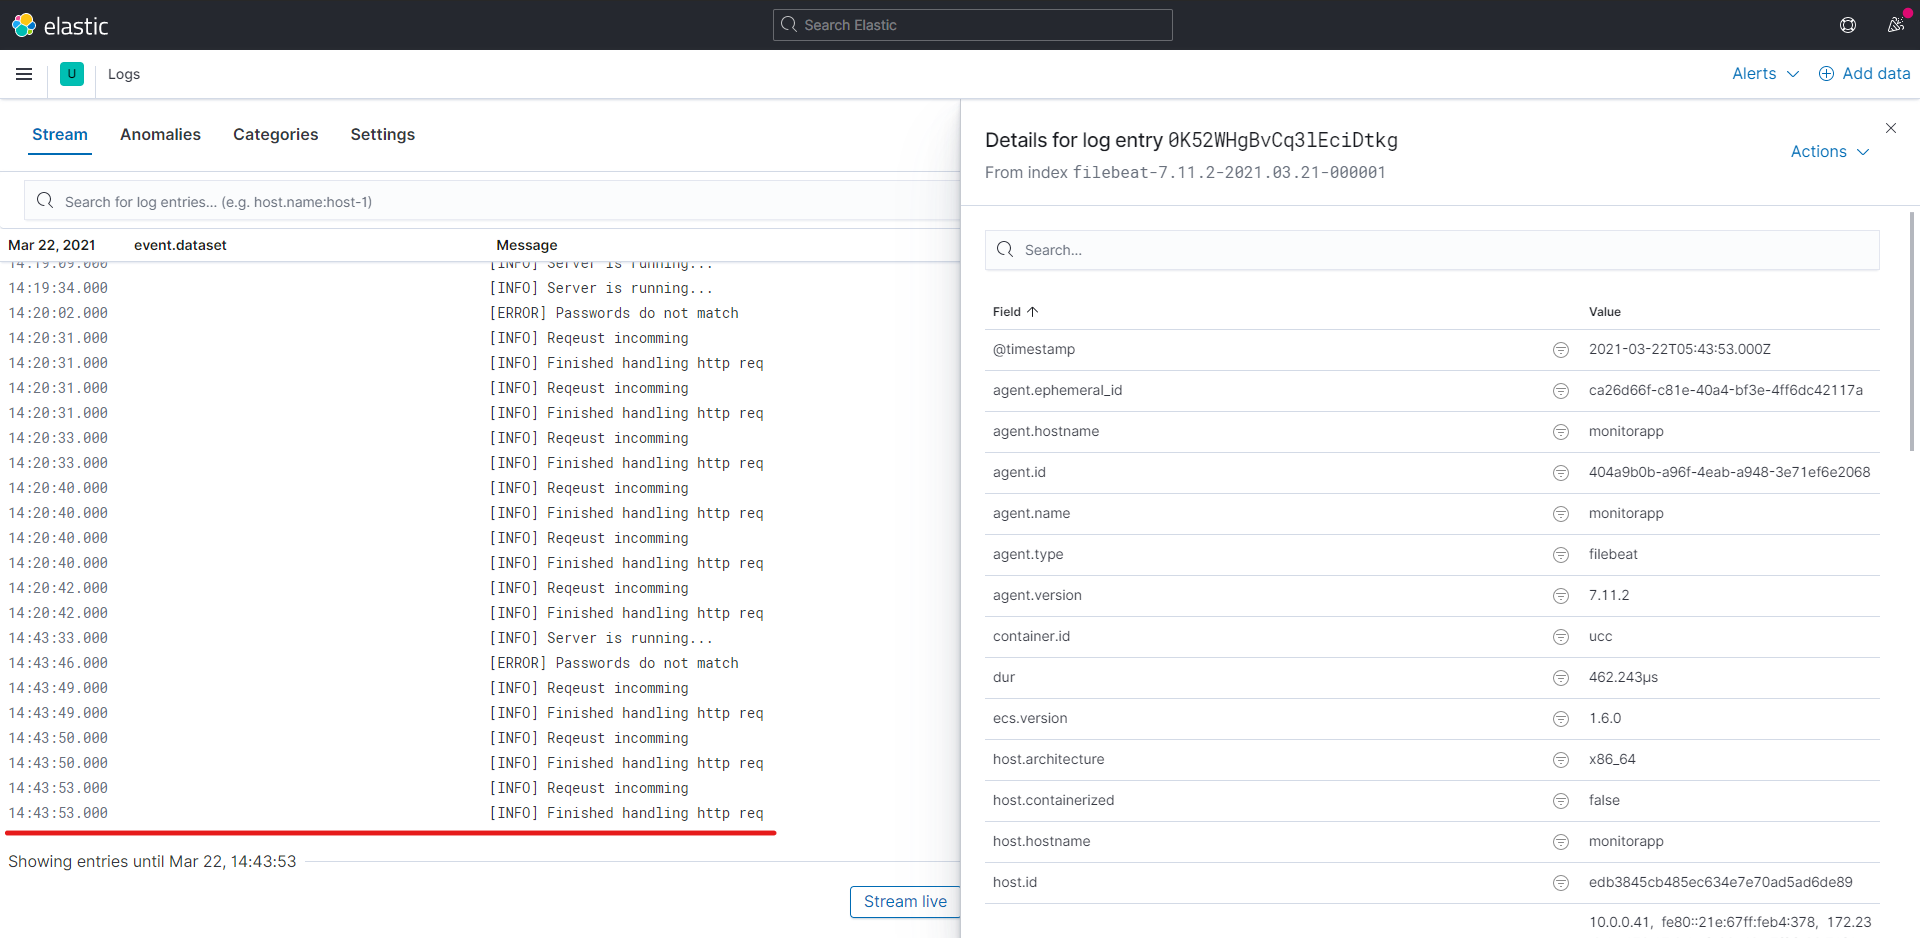 elastic
Search Elastic
U
Logs
Alerts
Add data
Stream
Anomalies
Categories
Settings
Search for log entries... (e.g. host.name:host-1)
Mar 22, 2021 event.dataset Message
14:19:09.000 [INFO] Server is running...
14:19:34.000 [INFO] Server is running...
14:20:02.000 [ERROR] Passwords do not match
14:20:31.000 [INFO] Reqeust incomming
14:20:31.000 [INFO] Finished handling http req
14:20:31.000 [INFO] Reqeust incomming
14:20:31.000 [INFO] Finished handling http req
14:20:33.000 [INFO] Reqeust incomming
14:20:33.000 [INFO] Finished handling http req
14:20:40.000 [INFO] Reqeust incomming
14:20:40.000 [INFO] Finished handling http req
14:20:40.000 [INFO] Reqeust incomming
14:20:40.000 [INFO] Finished handling http req
14:20:42.000 [INFO] Reqeust incomming
14:20:42.000 [INFO] Finished handling http req
14:43:33.000 [INFO] Server is running...
14:43:46.000 [ERROR] Passwords do not match
14:43:49.000 [INFO] Reqeust incomming
14:43:49.000 [INFO] Finished handling http req
14:43:50.000 [INFO] Reqeust incomming
14:43:50.000 [INFO] Finished handling http req
14:43:53.000 [INFO] Reqeust incomming
14:43:53.000 [INFO] Finished handling http req
Showing entries until Mar 22, 14:43:53
Stream live
Details for log entry 0K52WHgBvCq3lEciDtkg
From index filebeat-7.11.2-2021.03.21-000001
Actions
Search...
Field Value
@timestamp 2021-03-22T05:43:53.000Z
agent.ephemeral_id ca26d66f-c81e-40a4-bf3e-4ff6dc42117a
agent.hostname monitorapp
agent.id 404a9b0b-a96f-4eab-a948-3e71ef6e2068
agent.name monitorapp
agent.type filebeat
agent.version 7.11.2
container.id ucc
dur 462.243µs
ecs.version 1.6.0
host.architecture x86_64
host.containerized false
host.hostname monitorapp
host.id edb3845cb485ec634e7e70ad5ad6de89
10.0.0.41, fe80::21e:67ff:feb4:378, 172.23